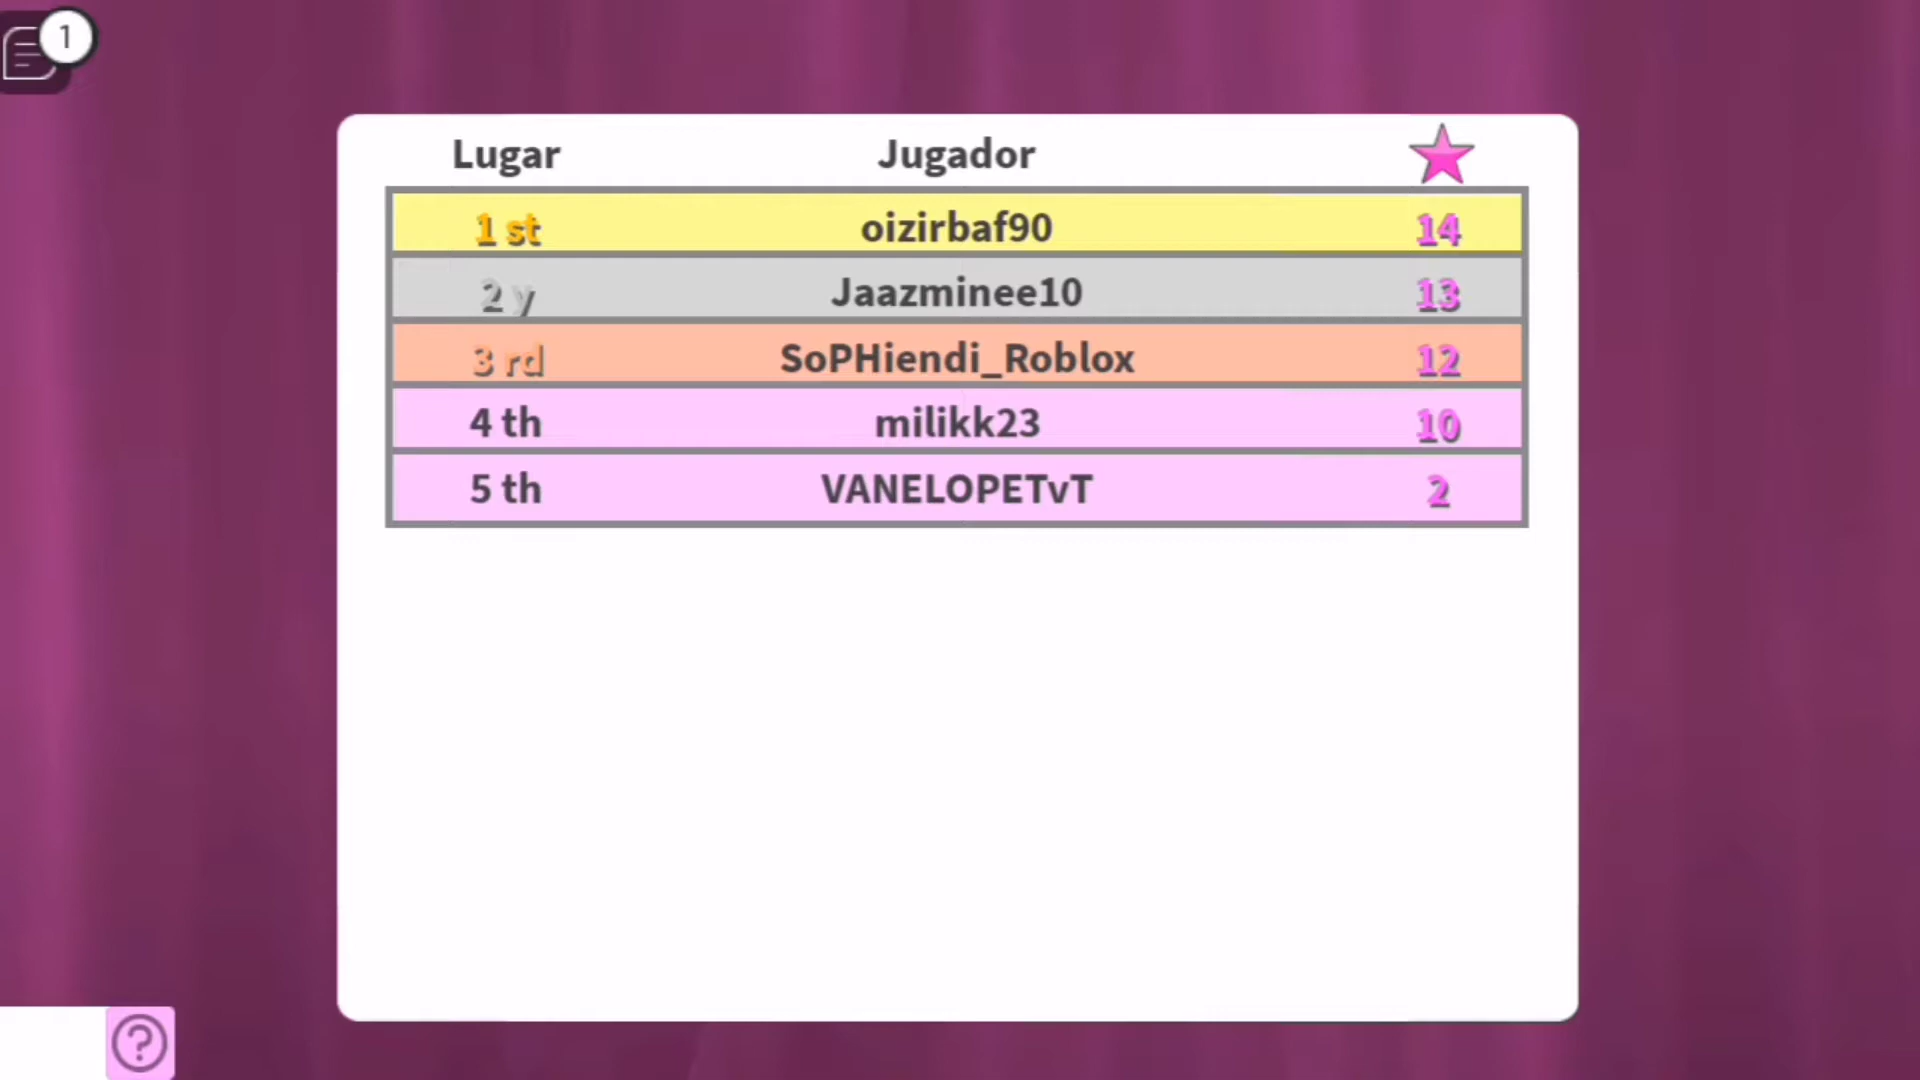 1
Lugar Jugador
1 st oizirbaf90 14
2 y Jaazminee10 13
3 rd SoPHiendi_Roblox 12
4 th milikk23 10
5 th VANELOPETvT 2
?